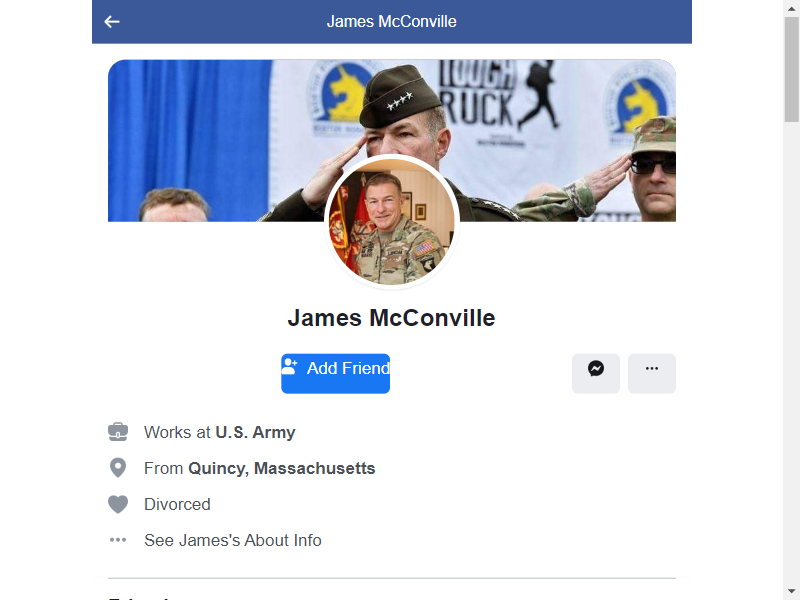 James McConville
TOUGH
RUCK
James McConville
Add Friend
Works at U.S. Army
From Quincy, Massachusetts
Divorced
See James's About Info